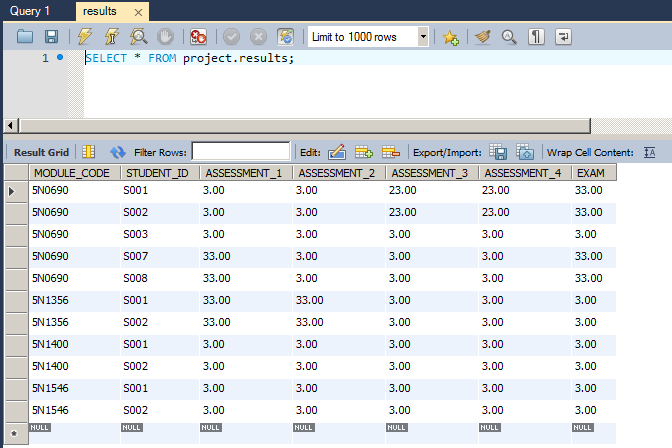 Query 1 results
Limit to 1000 rows
1 SELECT * FROM project.results;
Result Grid Filter Rows: Edit: Export/Import: Wrap Cell Content: IA
MODULE_CODE STUDENT_ID ASSESSMENT_1 ASSESSMENT_2 ASSESSMENT_3 ASSESSMENT_4 EXAM
5N0690 S001 3.00 3.00 23.00 23.00 33.00
5N0690 S002 3.00 3.00 23.00 23.00 33.00
5N0690 S003 3.00 3.00 3.00 3.00 3.00
5N0690 S007 33.00 3.00 3.00 3.00 33.00
5N0690 S008 33.00 3.00 3.00 3.00 33.00
5N1356 S001 33.00 33.00 3.00 3.00 3.00
5N1356 S002 33.00 33.00 3.00 3.00 3.00
5N1400 S001 3.00 3.00 3.00 3.00 3.00
5N1400 S002 3.00 3.00 3.00 3.00 3.00
5N1546 S001 3.00 3.00 3.00 3.00 3.00
5N1546 S002 3.00 3.00 3.00 3.00 3.00
* NULL NULL NULL NULL NULL NULL NULL